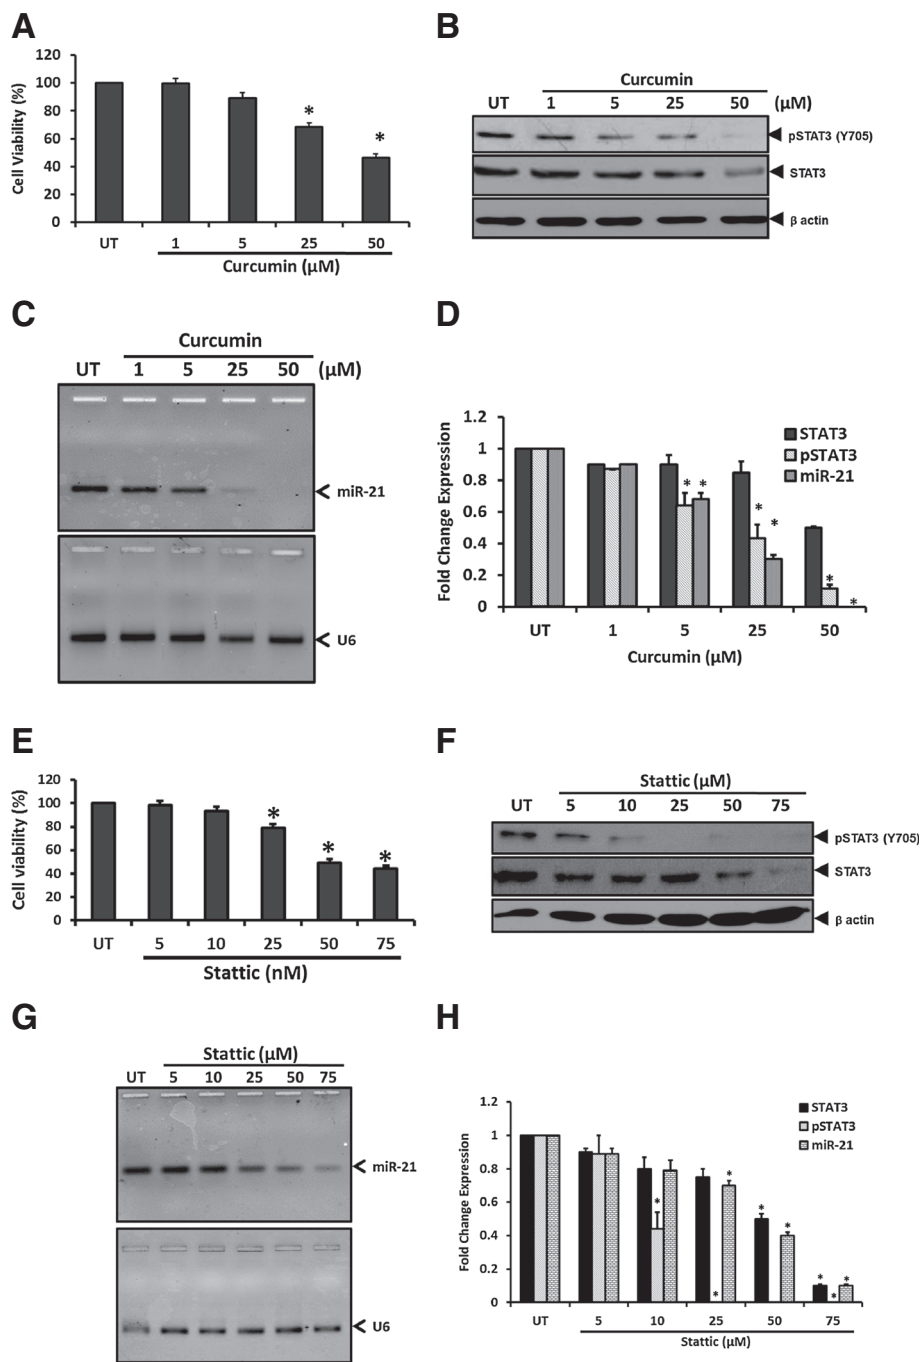 A
120
100
80
60
40
20
0
Cell Viability (%)
*
*
UT 1 5 25 50
Curcumin (µM)
B
Curcumin
UT 1 5 25 50 (µM)
pSTAT3 (Y705)
STAT3
β actin
C
Curcumin
UT 1 5 25 50 (µM)
miR-21
U6
D
1.2
1
0.8
0.6
0.4
0.2
0
Fold Change Expression
STAT3
pSTAT3
miR-21
* *
* *
* *
UT 1 5 25 50
Curcumin (µM)
E
120
100
80
60
40
20
0
Cell viability (%)
*
*
*
UT 5 10 25 50 75
Stattic (nM)
F
Stattic (µM)
UT 5 10 25 50 75
pSTAT3 (Y705)
STAT3
β actin
G
Stattic (µM)
UT 5 10 25 50 75
miR-21
U6
H
1.2
1
0.8
0.6
0.4
0.2
0
Fold Change Expression
STAT3
pSTAT3
miR-21
*
* *
* *
* * *
UT 5 10 25 50 75
Stattic (µM)